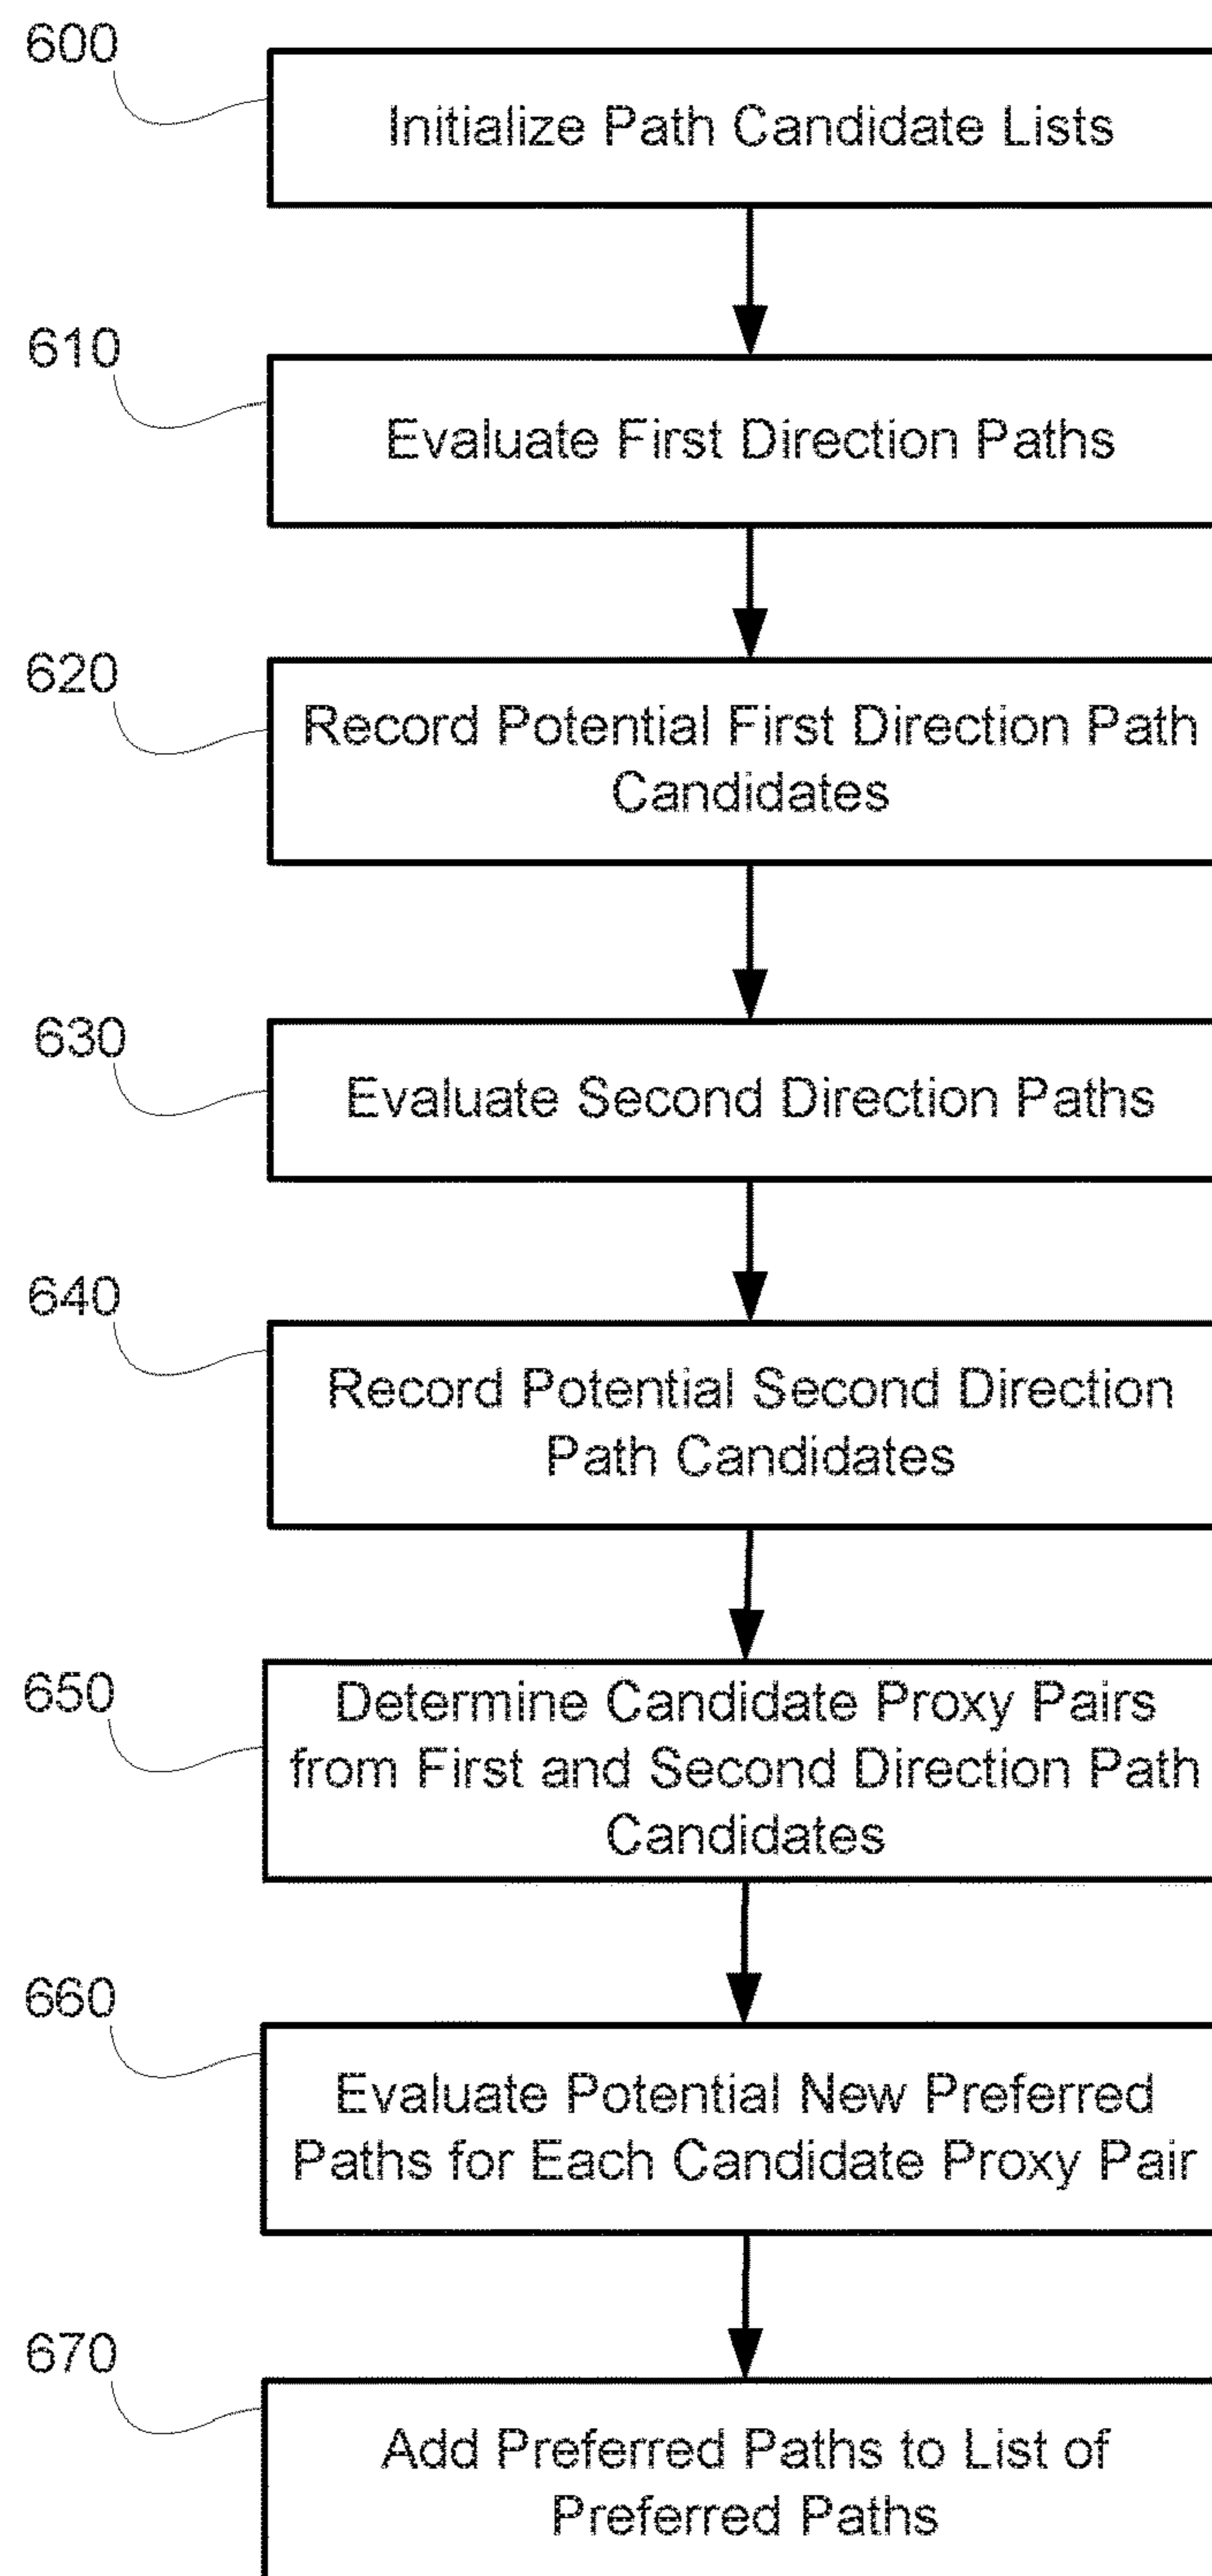 600
Initialize Path Candidate Lists
610
Evaluate First Direction Paths
620
Record Potential First Direction Path
Candidates
630
Evaluate Second Direction Paths
640
Record Potential Second Direction
Path Candidates
650
Determine Candidate Proxy Pairs
from First and Second Direction Path
Candidates
660
Evaluate Potential New Preferred
Paths for Each Candidate Proxy Pair
670
Add Preferred Paths to List of
Preferred Paths